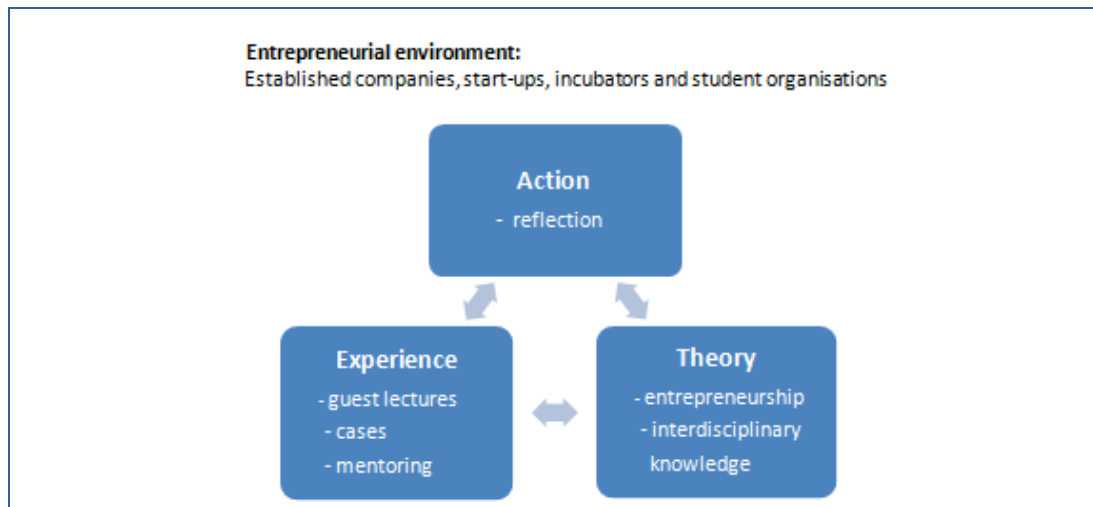 Entrepreneurial environment:
Established companies, start-ups, incubators and student organisations
Action
- reflection
Experience
- guest lectures
- cases
- mentoring
Theory
- entrepreneurship
- interdisciplinary
knowledge